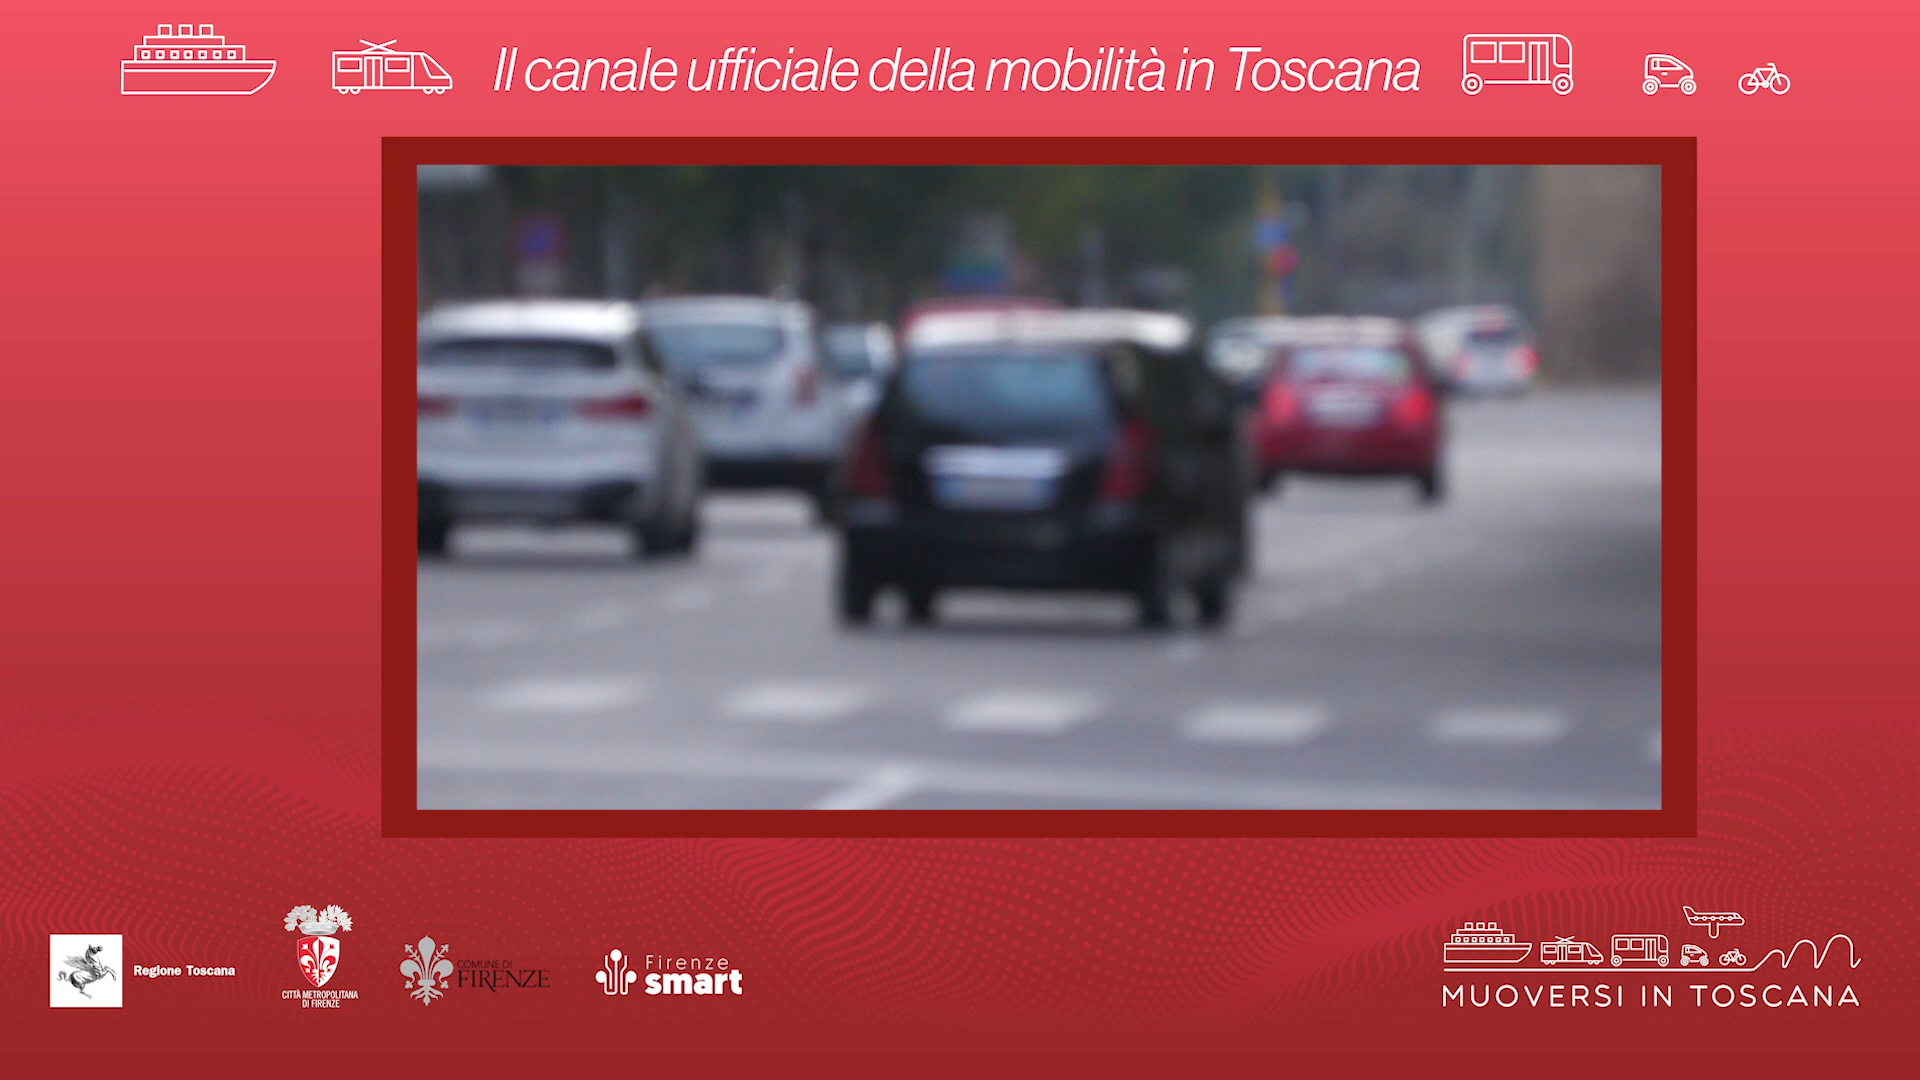 Il canale ufficiale della mobilità in Toscana
Regione Toscana
CITTÀ METROPOLITANA
DI FIRENZE
COMUNE DI
FIRENZE
Firenze
smart
MUOVERSI IN TOSCANA